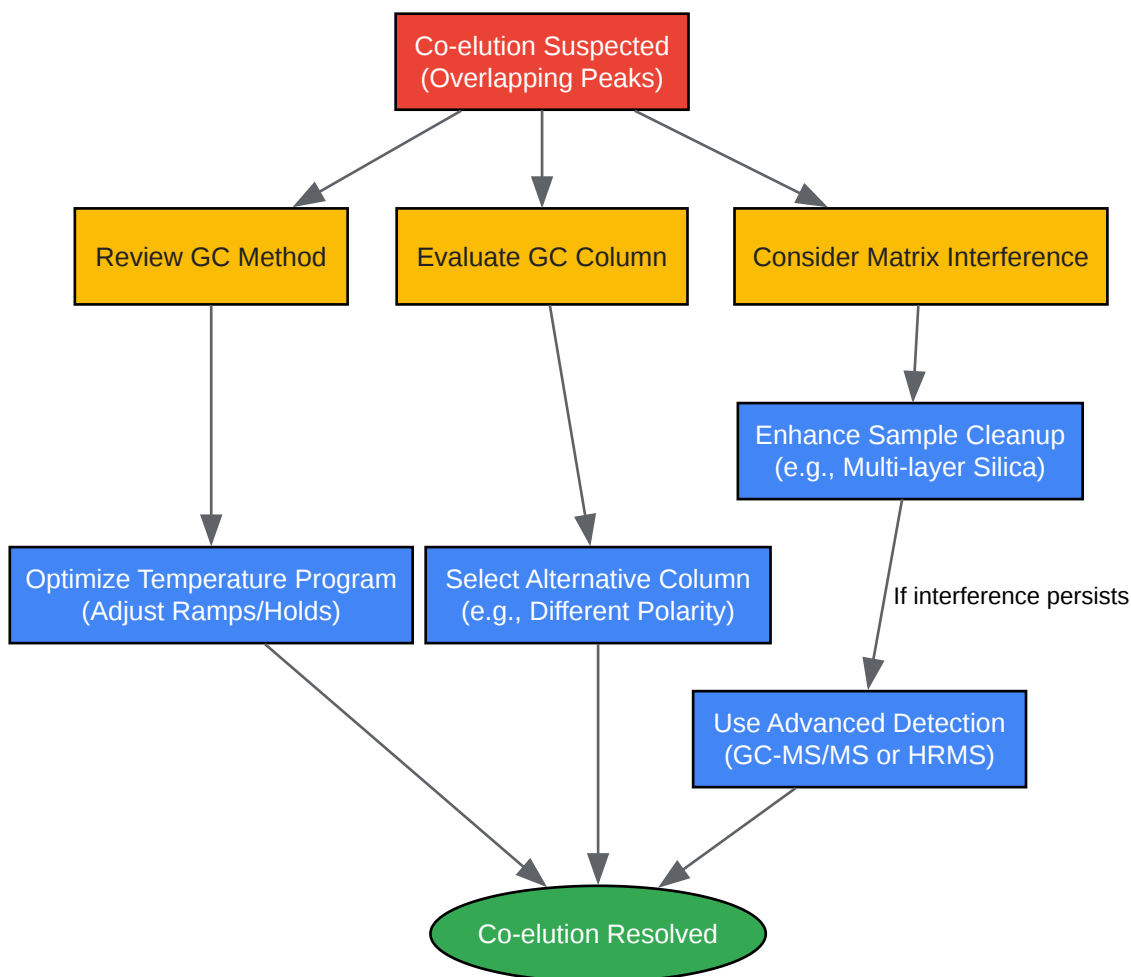 Co-elution Suspected
(Overlapping Peaks)
Review GC Method
Evaluate GC Column
Consider Matrix Interference
Enhance Sample Cleanup
(e.g., Multi-layer Silica)
Optimize Temperature Program
(Adjust Ramps/Holds)
Select Alternative Column
(e.g., Different Polarity)
If interference persists
Use Advanced Detection
(GC-MS/MS or HRMS)
Co-elution Resolved